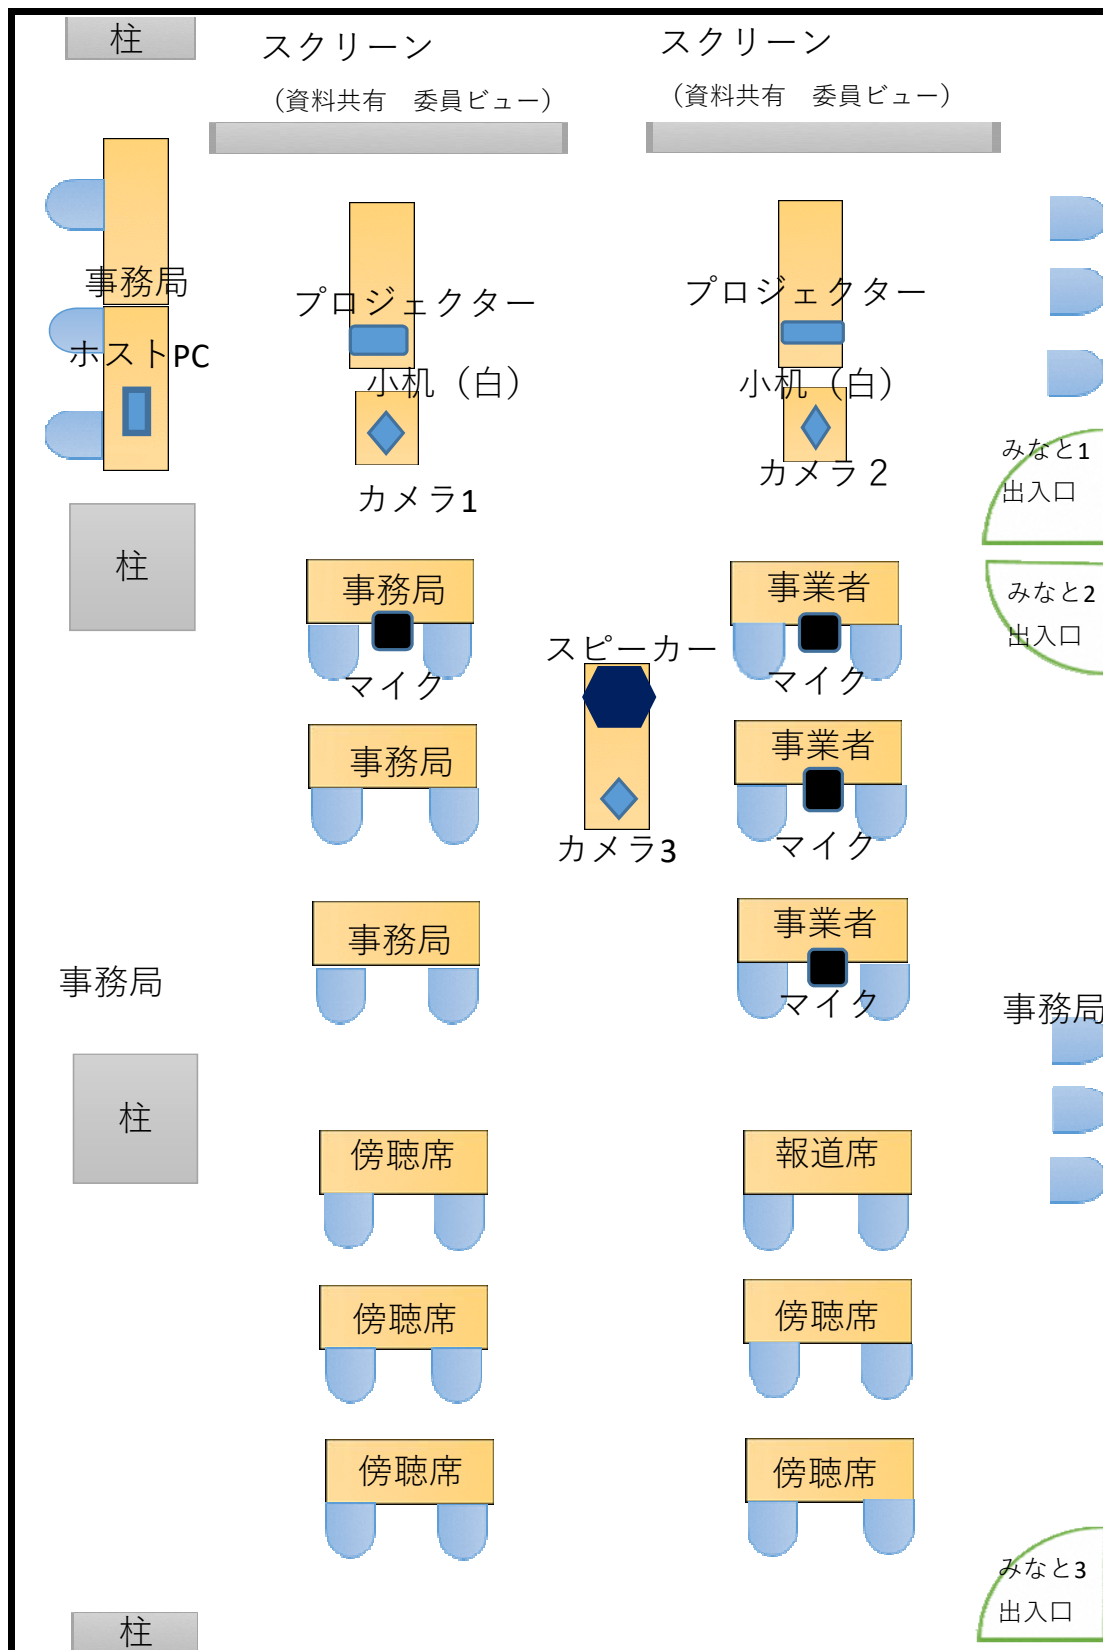 柱
スクリーン
スクリーン
（資料共有　委員ビュー）
（資料共有　委員ビュー）
事務局
プロジェクター
プロジェクター
ホストPC
小机（白）
小机（白）
カメラ1
カメラ２
みなと1
出入口
柱
事務局
事業者
みなと2
出入口
スピーカー
マイク
マイク
事務局
事業者
カメラ3
マイク
事務局
事業者
事務局
マイク
事務局
柱
傍聴席
報道席
傍聴席
傍聴席
傍聴席
傍聴席
みなと3
出入口
柱